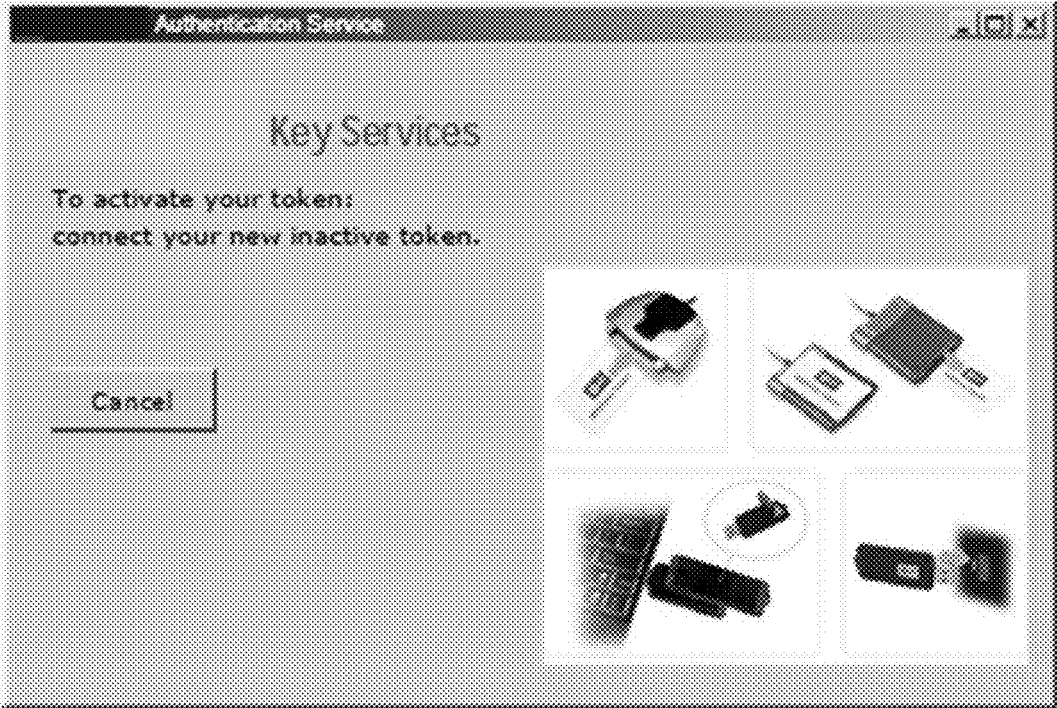 Authentication Service
Key Services
To activate your token:
connect your new inactive token.
Cancel